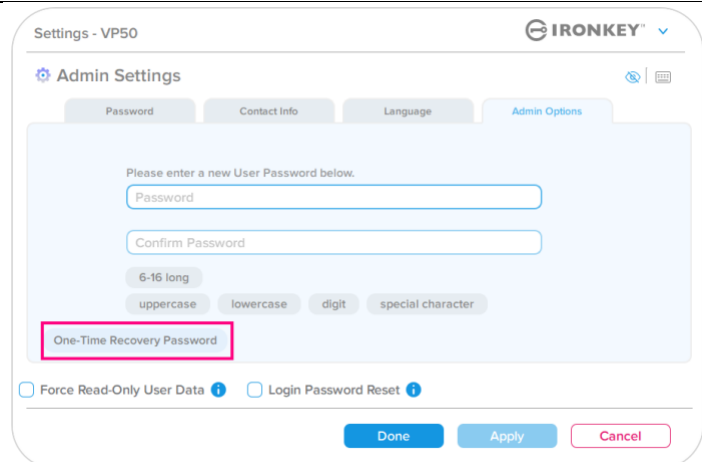 Settings - VP50
IRONKEY™
Admin Settings
Password Contact Info Language Admin Options
Please enter a new User Password below.
Password
Confirm Password
6-16 long
uppercase lowercase digit special character
One-Time Recovery Password
Force Read-Only User Data i Login Password Reset i
Done Apply Cancel